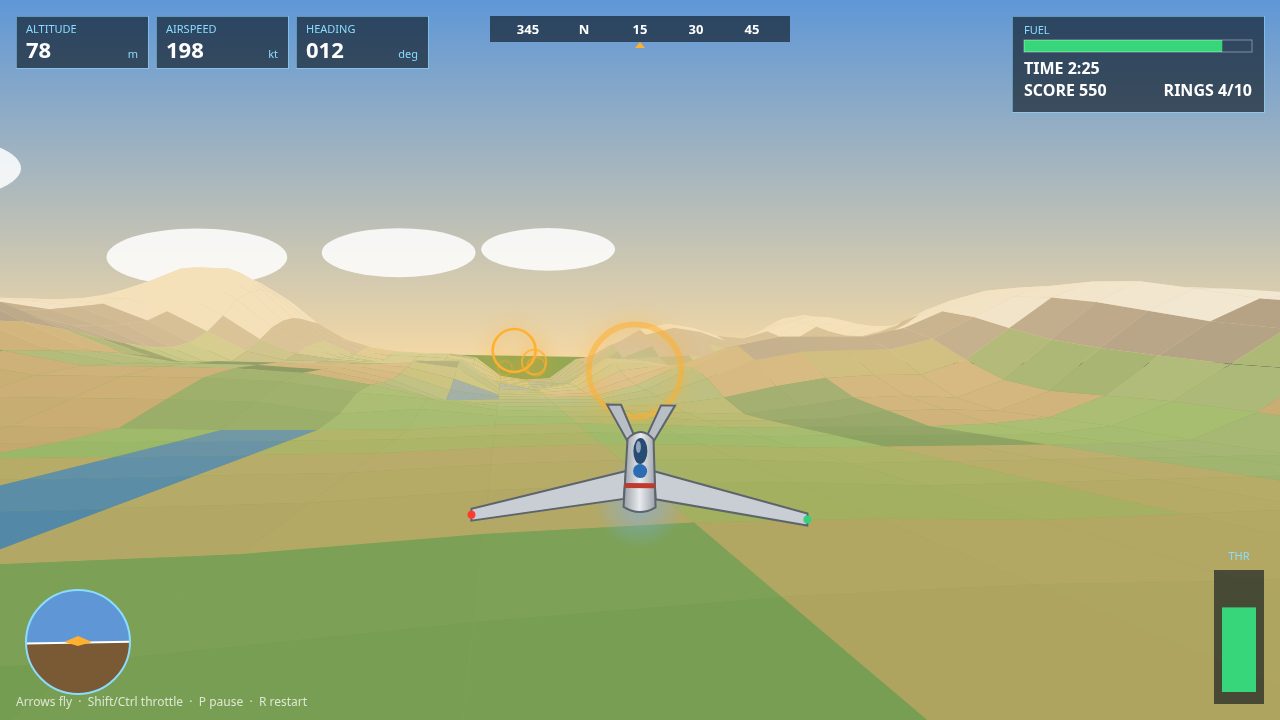 ALTITUDE
78 m
AIRSPEED
198 kt
HEADING
012 deg
345 N 15 30 45
FUEL
TIME 2:25
SCORE 550 RINGS 4/10
THR
Arrows fly · Shift/Ctrl throttle · P pause · R restart